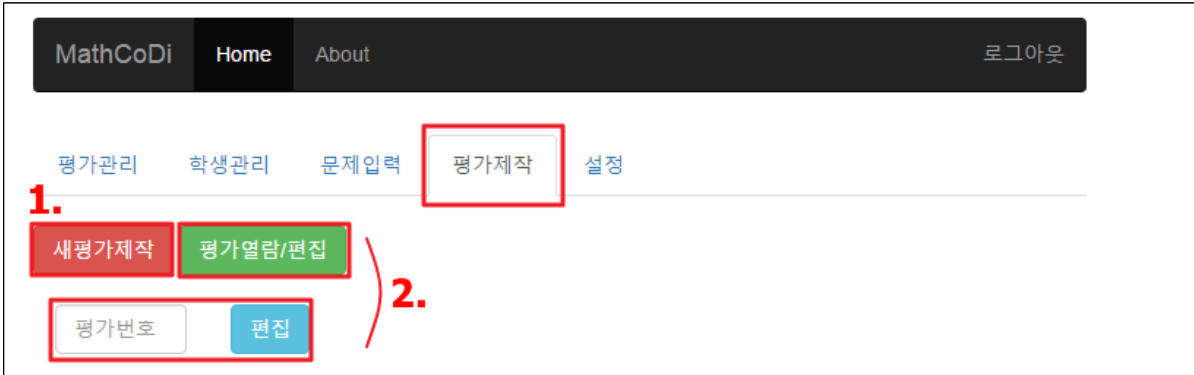 MathCoDi Home About 로그아웃
평가관리 학생관리 문제입력 평가제작 설정
1.
새평가제작 평가열람/편집
2.
평가번호 편집